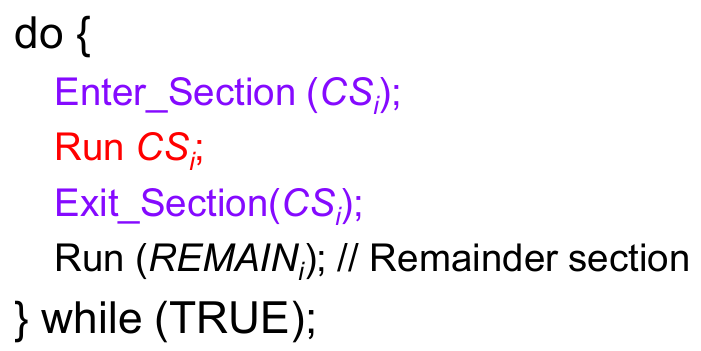 do {
Enter_Section (CSi);
Run CSi;
Exit_Section(CSi);
Run (REMAINi); // Remainder section
} while (TRUE);